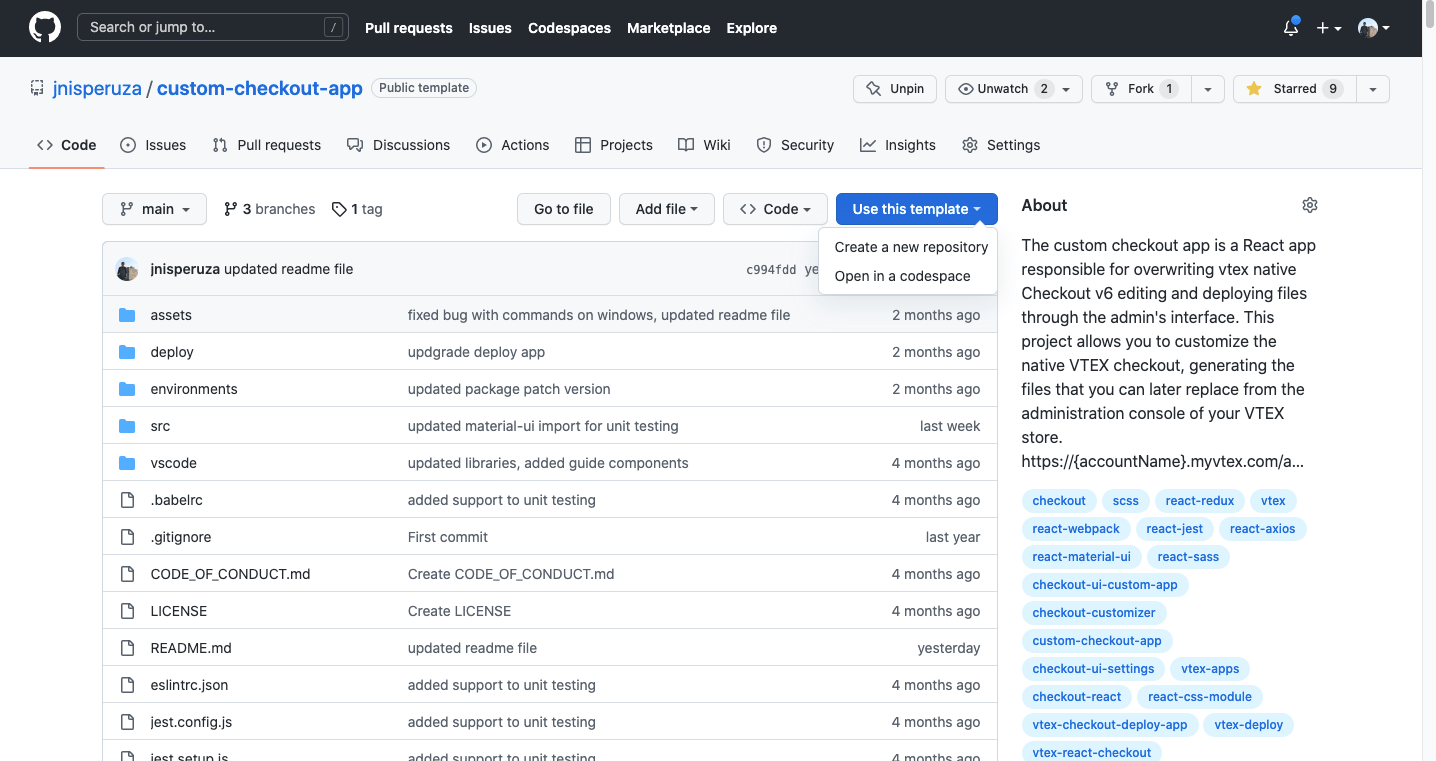 Search or jump to... /
Pull requests Issues Codespaces Marketplace Explore
jnisperuza / custom-checkout-app Public template
Unpin Unwatch 2 Fork 1 Starred 9
Code Issues Pull requests Discussions Actions Projects Wiki Security Insights Settings
main 3 branches 1 tag Go to file Add file Code Use this template
Create a new repository
Open in a codespace
jnisperuza updated readme file c994fdd
assets fixed bug with commands on windows, updated readme file 2 months ago
deploy updgrade deploy app 2 months ago
environments updated package patch version 2 months ago
src updated material-ui import for unit testing last week
vscode updated libraries, added guide components 4 months ago
.babelrc added support to unit testing 4 months ago
.gitignore First commit last year
CODE_OF_CONDUCT.md Create CODE_OF_CONDUCT.md 4 months ago
LICENSE Create LICENSE 4 months ago
README.md updated readme file yesterday
eslintrc.json added support to unit testing 4 months ago
jest.config.js added support to unit testing 4 months ago
jest.setup.js added support to unit testing 4 months ago
About
The custom checkout app is a React app
responsible for overwriting vtex native
Checkout v6 editing and deploying files
through the admin's interface. This
project allows you to customize the
native VTEX checkout, generating the
files that you can later replace from the
administration console of your VTEX
store.
https://{accountName}.myvtex.com/a...
checkout scss react-redux vtex
react-webpack react-jest react-axios
react-material-ui react-sass
checkout-ui-custom-app
checkout-customizer
custom-checkout-app
checkout-ui-settings vtex-apps
checkout-react react-css-module
vtex-checkout-deploy-app vtex-deploy
vtex-react-checkout